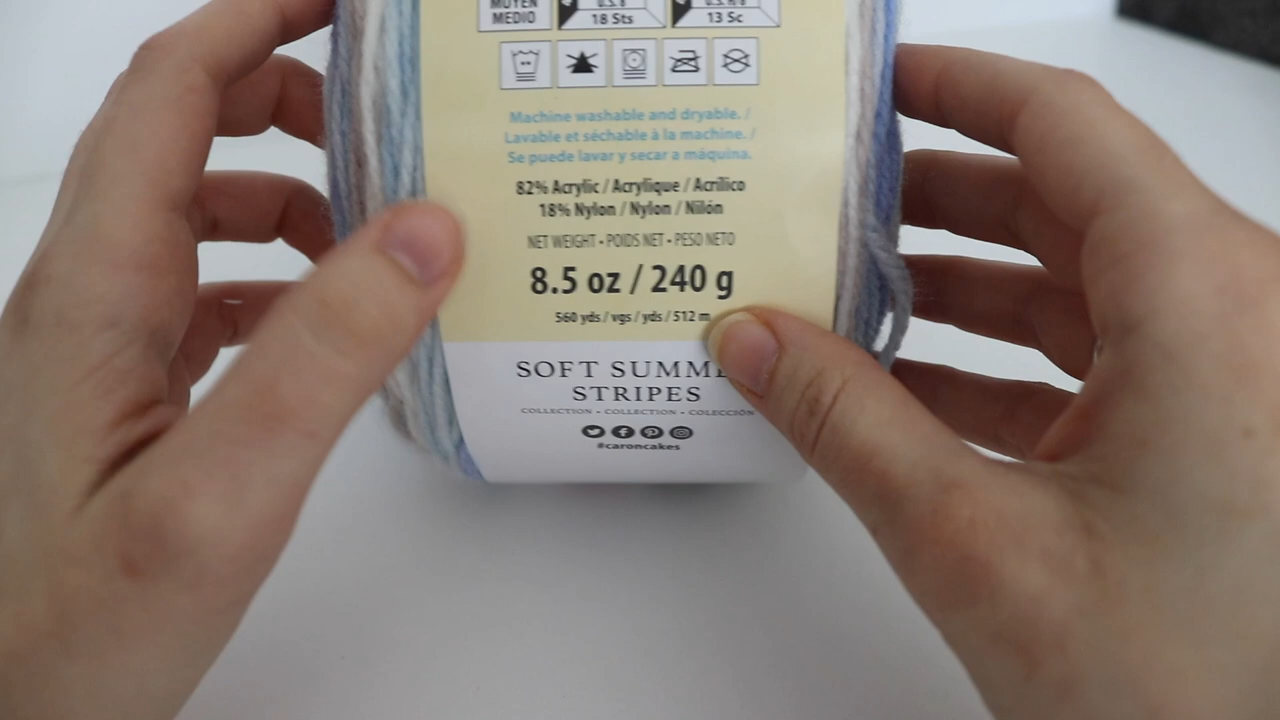 MOYEN
MEDIO
18 Sts
13 Sc
Machine washable and dryable. /
Lavable et séchable à la machine. /
Se puede lavar y secar a máquina.
82% Acrylic / Acrylique / Acrílico
18% Nylon / Nylon / Nilón
NET WEIGHT • POIDS NET • PESO NETO
8.5 oz / 240 g
560 yds / vgs / yds / 512 m
SOFT SUMME
STRIPES
COLLECTION • COLLECTION • COLECCIÓN
#caroncakes